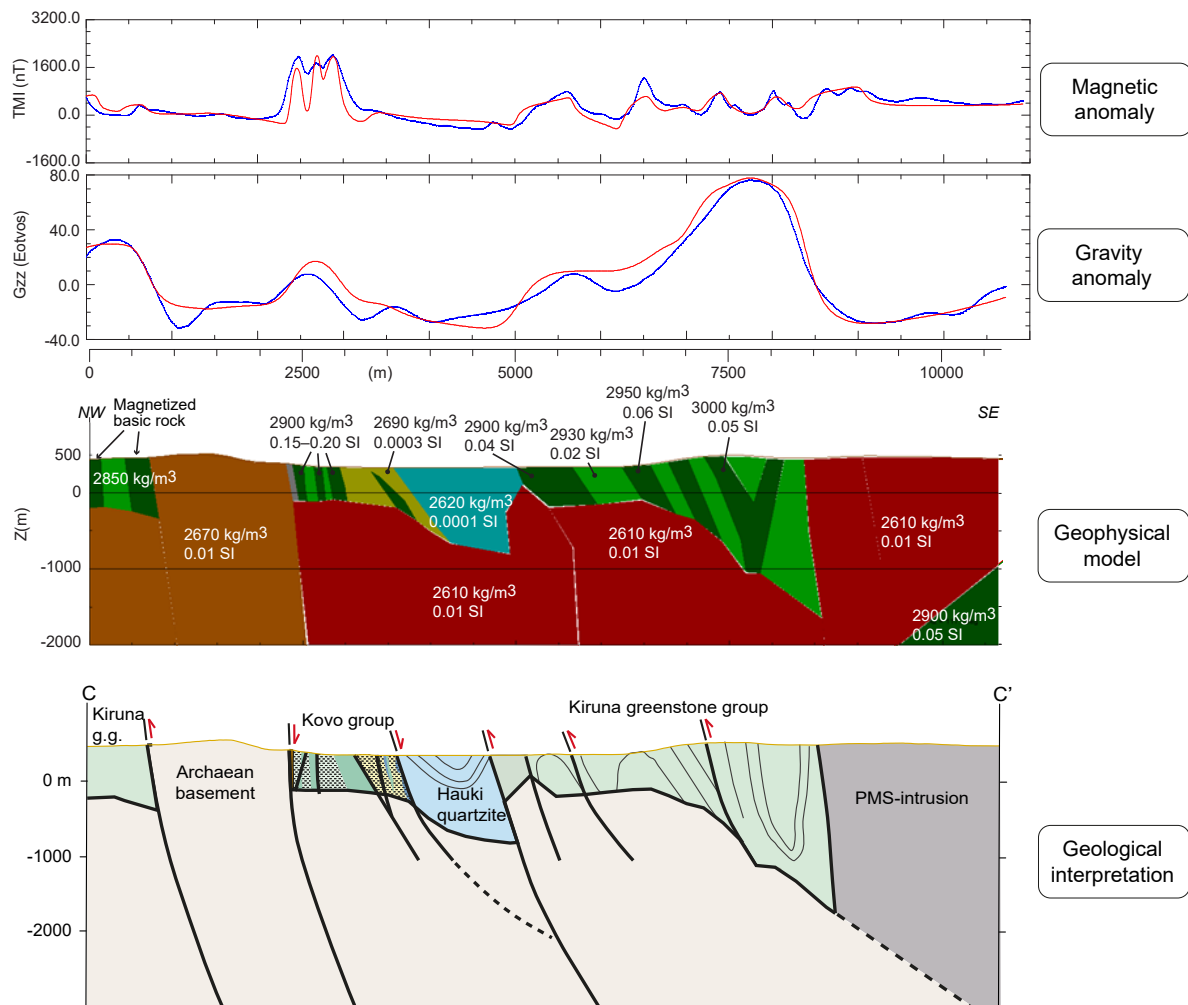 3200.0
1600.0
0.0
-1600.0
TMI (nT)
Magnetic
anomaly
80.0
40.0
0.0
-40.0
Gzz (Eotvos)
Gravity
anomaly
0 2500 (m) 5000 7500 10000
NW Magnetized
basic rock
2900 kg/m3
0.15–0.20 SI
2690 kg/m3
0.0003 SI
2900 kg/m3
0.04 SI
2930 kg/m3
0.02 SI
2950 kg/m3
0.06 SI
3000 kg/m3
0.05 SI
SE
500
0
-1000
-2000
Z(m)
2850 kg/m3
2670 kg/m3
0.01 SI
2620 kg/m3
0.0001 SI
2610 kg/m3
0.01 SI
2610 kg/m3
0.01 SI
2610 kg/m3
0.01 SI
2900 kg/m3
0.05 SI
Geophysical
model
C C'
Kiruna
g.g.
Kovo group
Kiruna greenstone group
0 m
-1000
-2000
Archaean
basement
Hauki
quartzite
PMS-intrusion
Geological
interpretation